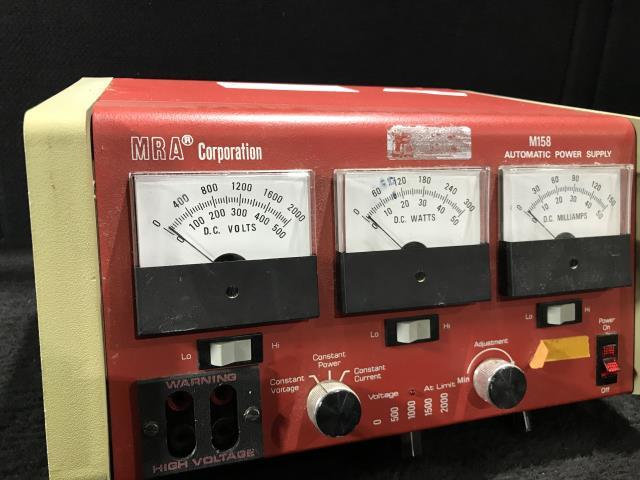 MRA® Corporation
M158
AUTOMATIC POWER SUPPLY
0 400 800 1200 1600 2000
0 100 200 300 400 500
D.C. VOLTS
0 60 120 180 240 300
0 10 20 30 40 50
D.C. WATTS
0 30 60 90 120 150
0 10 20 30 40 50
D.C. MILLIAMPS
Lo Hi
Lo Hi
Lo Hi
Power
On
Off
WARNING
HIGH VOLTAGE
Constant
Voltage
Constant
Power
Constant
Current
Voltage At Limit
0 500 1000 1500 2000
Adjustment
Min